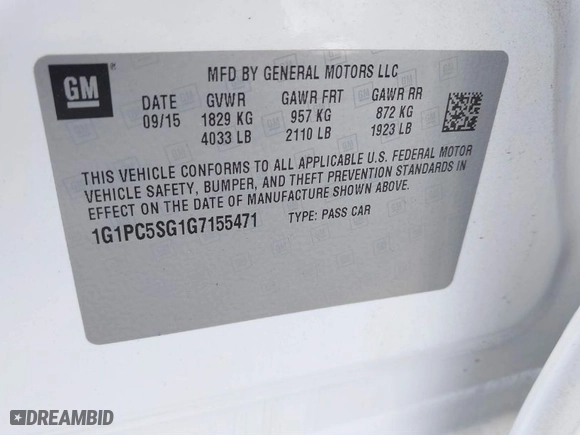 GM
MFD BY GENERAL MOTORS LLC
DATE GVWR GAWR FRT GAWR RR
09/15 1829 KG 957 KG 872 KG
4033 LB 2110 LB 1923 LB
THIS VEHICLE CONFORMS TO ALL APPLICABLE U.S. FEDERAL MOTOR
VEHICLE SAFETY, BUMPER, AND THEFT PREVENTION STANDARDS IN
EFFECT ON THE DATE OF MANUFACTURE SHOWN ABOVE.
1G1PC5SG1G7155471 TYPE: PASS CAR
DREAMBID